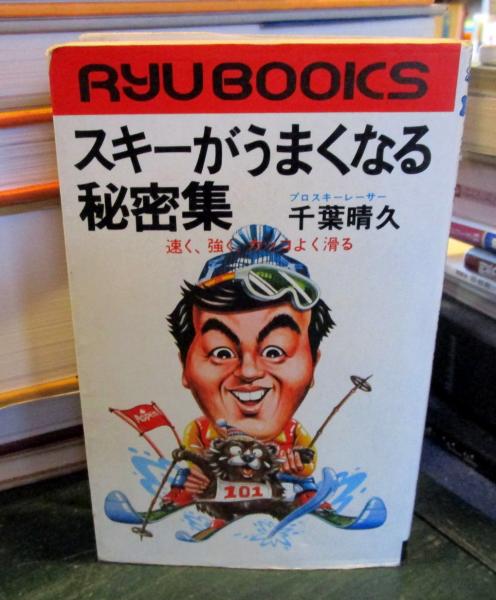 RYU BOOKS
スキーがうまくなる
秘密集
プロスキーレーサー
千葉晴久
速く、強く、カッコよく滑る
Aspen
101